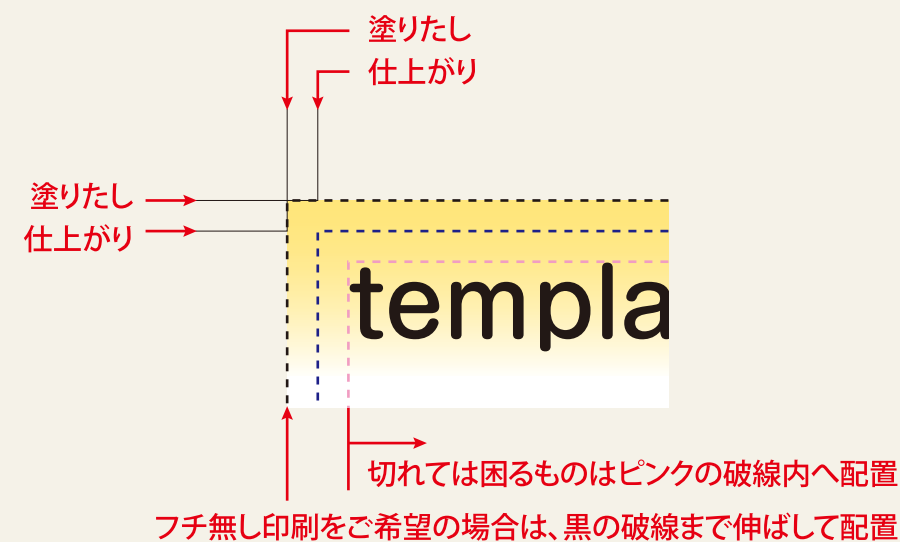 塗りたし
仕上がり
塗りたし
仕上がり
templa
切れては困るものはピンクの破線内へ配置
フチ無し印刷をご希望の場合は、黒の破線まで伸ばして配置